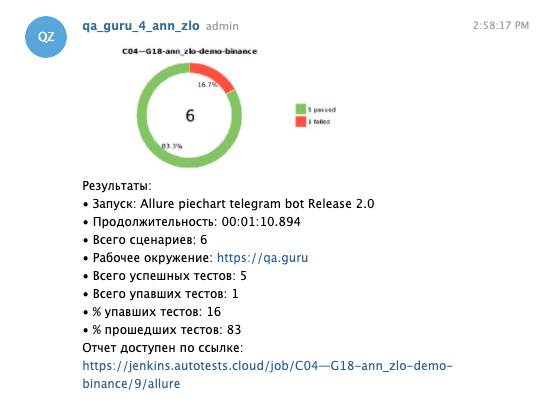 QZ
qa_guru_4_ann_zlo admin
2:58:17 PM
C04—G18-ann_zlo-demo-binance
16.7%
6
83.3%
5 passed
1 failed
Результаты:
• Запуск: Allure piechart telegram bot Release 2.0
• Продолжительность: 00:01:10.894
• Всего сценариев: 6
• Рабочее окружение: https://qa.guru
• Всего успешных тестов: 5
• Всего упавших тестов: 1
• % упавших тестов: 16
• % прошедших тестов: 83
Отчет доступен по ссылке:
https://jenkins.autotests.cloud/job/C04—G18-ann_zlo-demo-
binance/9/allure